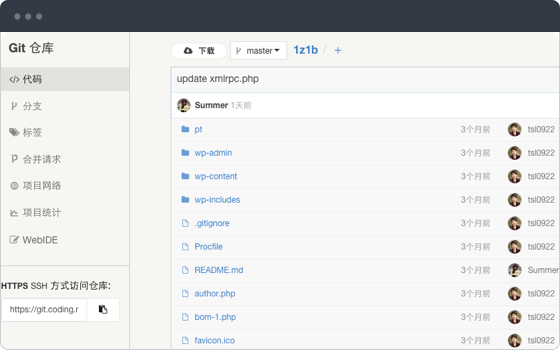 Git 仓库
代码
分支
标签
合并请求
项目网络
项目统计
WebIDE
HTTPS SSH 方式访问仓库:
https://git.coding.r
下载 master 1z1b / +
update xmlrpc.php
Summer 1天前
pt 3个月前 tsl0922
wp-admin 3个月前 tsl0922
wp-content 3个月前 tsl0922
wp-includes 3个月前 tsl0922
.gitignore 3个月前 tsl0922
Procfile 3个月前 tsl0922
README.md 3个月前 Summer
author.php 3个月前 tsl0922
bom-1.php 3个月前 tsl0922
favicon.ico 3个月前 tsl0922